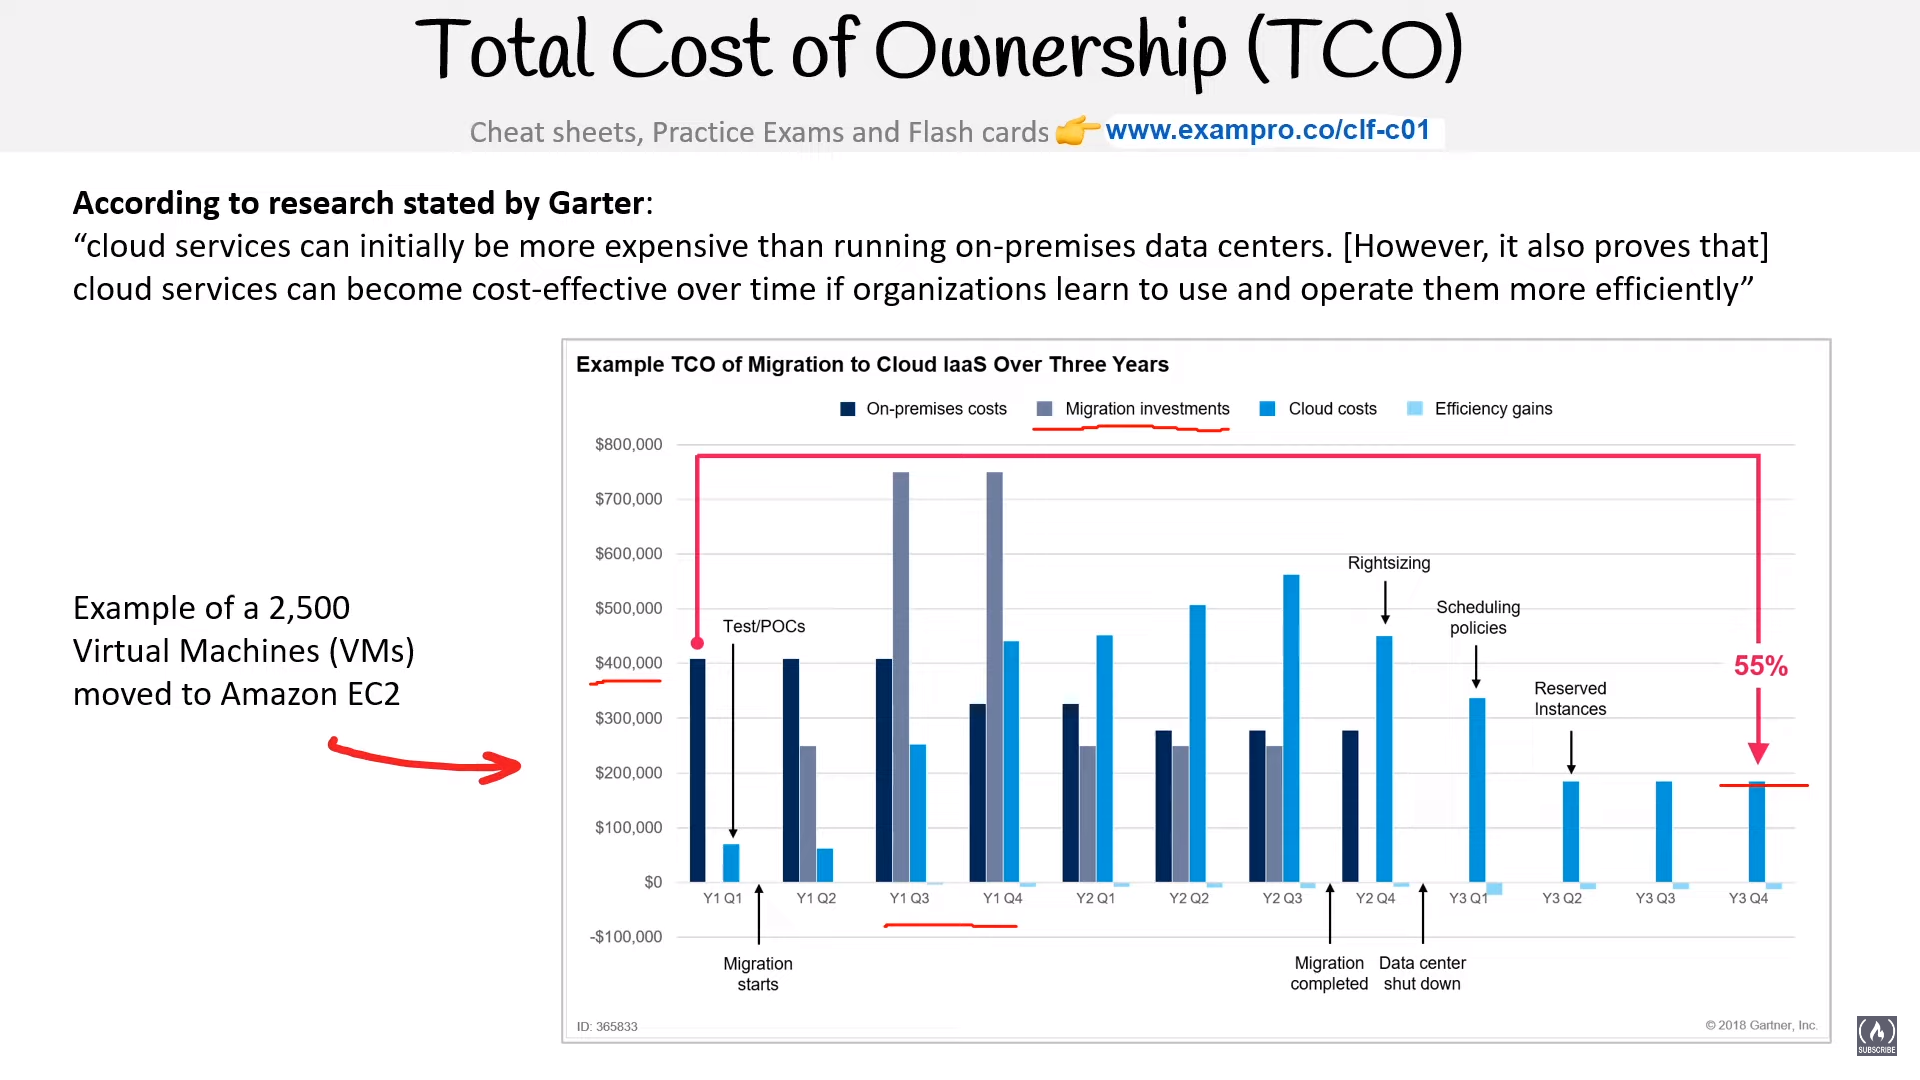 Total Cost of Ownership (TCO)
Cheat sheets, Practice Exams and Flash cards 👉 www.exampro.co/clf-c01
According to research stated by Garter:
“cloud services can initially be more expensive than running on-premises data centers. [However, it also proves that]
cloud services can become cost-effective over time if organizations learn to use and operate them more efficiently”
Example of a 2,500
Virtual Machines (VMs)
moved to Amazon EC2
Example TCO of Migration to Cloud IaaS Over Three Years
On-premises costs
Migration investments
Cloud costs
Efficiency gains
$800,000
$700,000
$600,000
$500,000
$400,000
$300,000
$200,000
$100,000
$0
-$100,000
Test/POCs
Rightsizing
Scheduling
policies
Reserved
Instances
55%
Y1 Q1
Y1 Q2
Y1 Q3
Y1 Q4
Y2 Q1
Y2 Q2
Y2 Q3
Y2 Q4
Y3 Q1
Y3 Q2
Y3 Q3
Y3 Q4
Migration
starts
Migration
completed
Data center
shut down
ID: 365833
© 2018 Gartner, Inc.
SUBSCRIBE